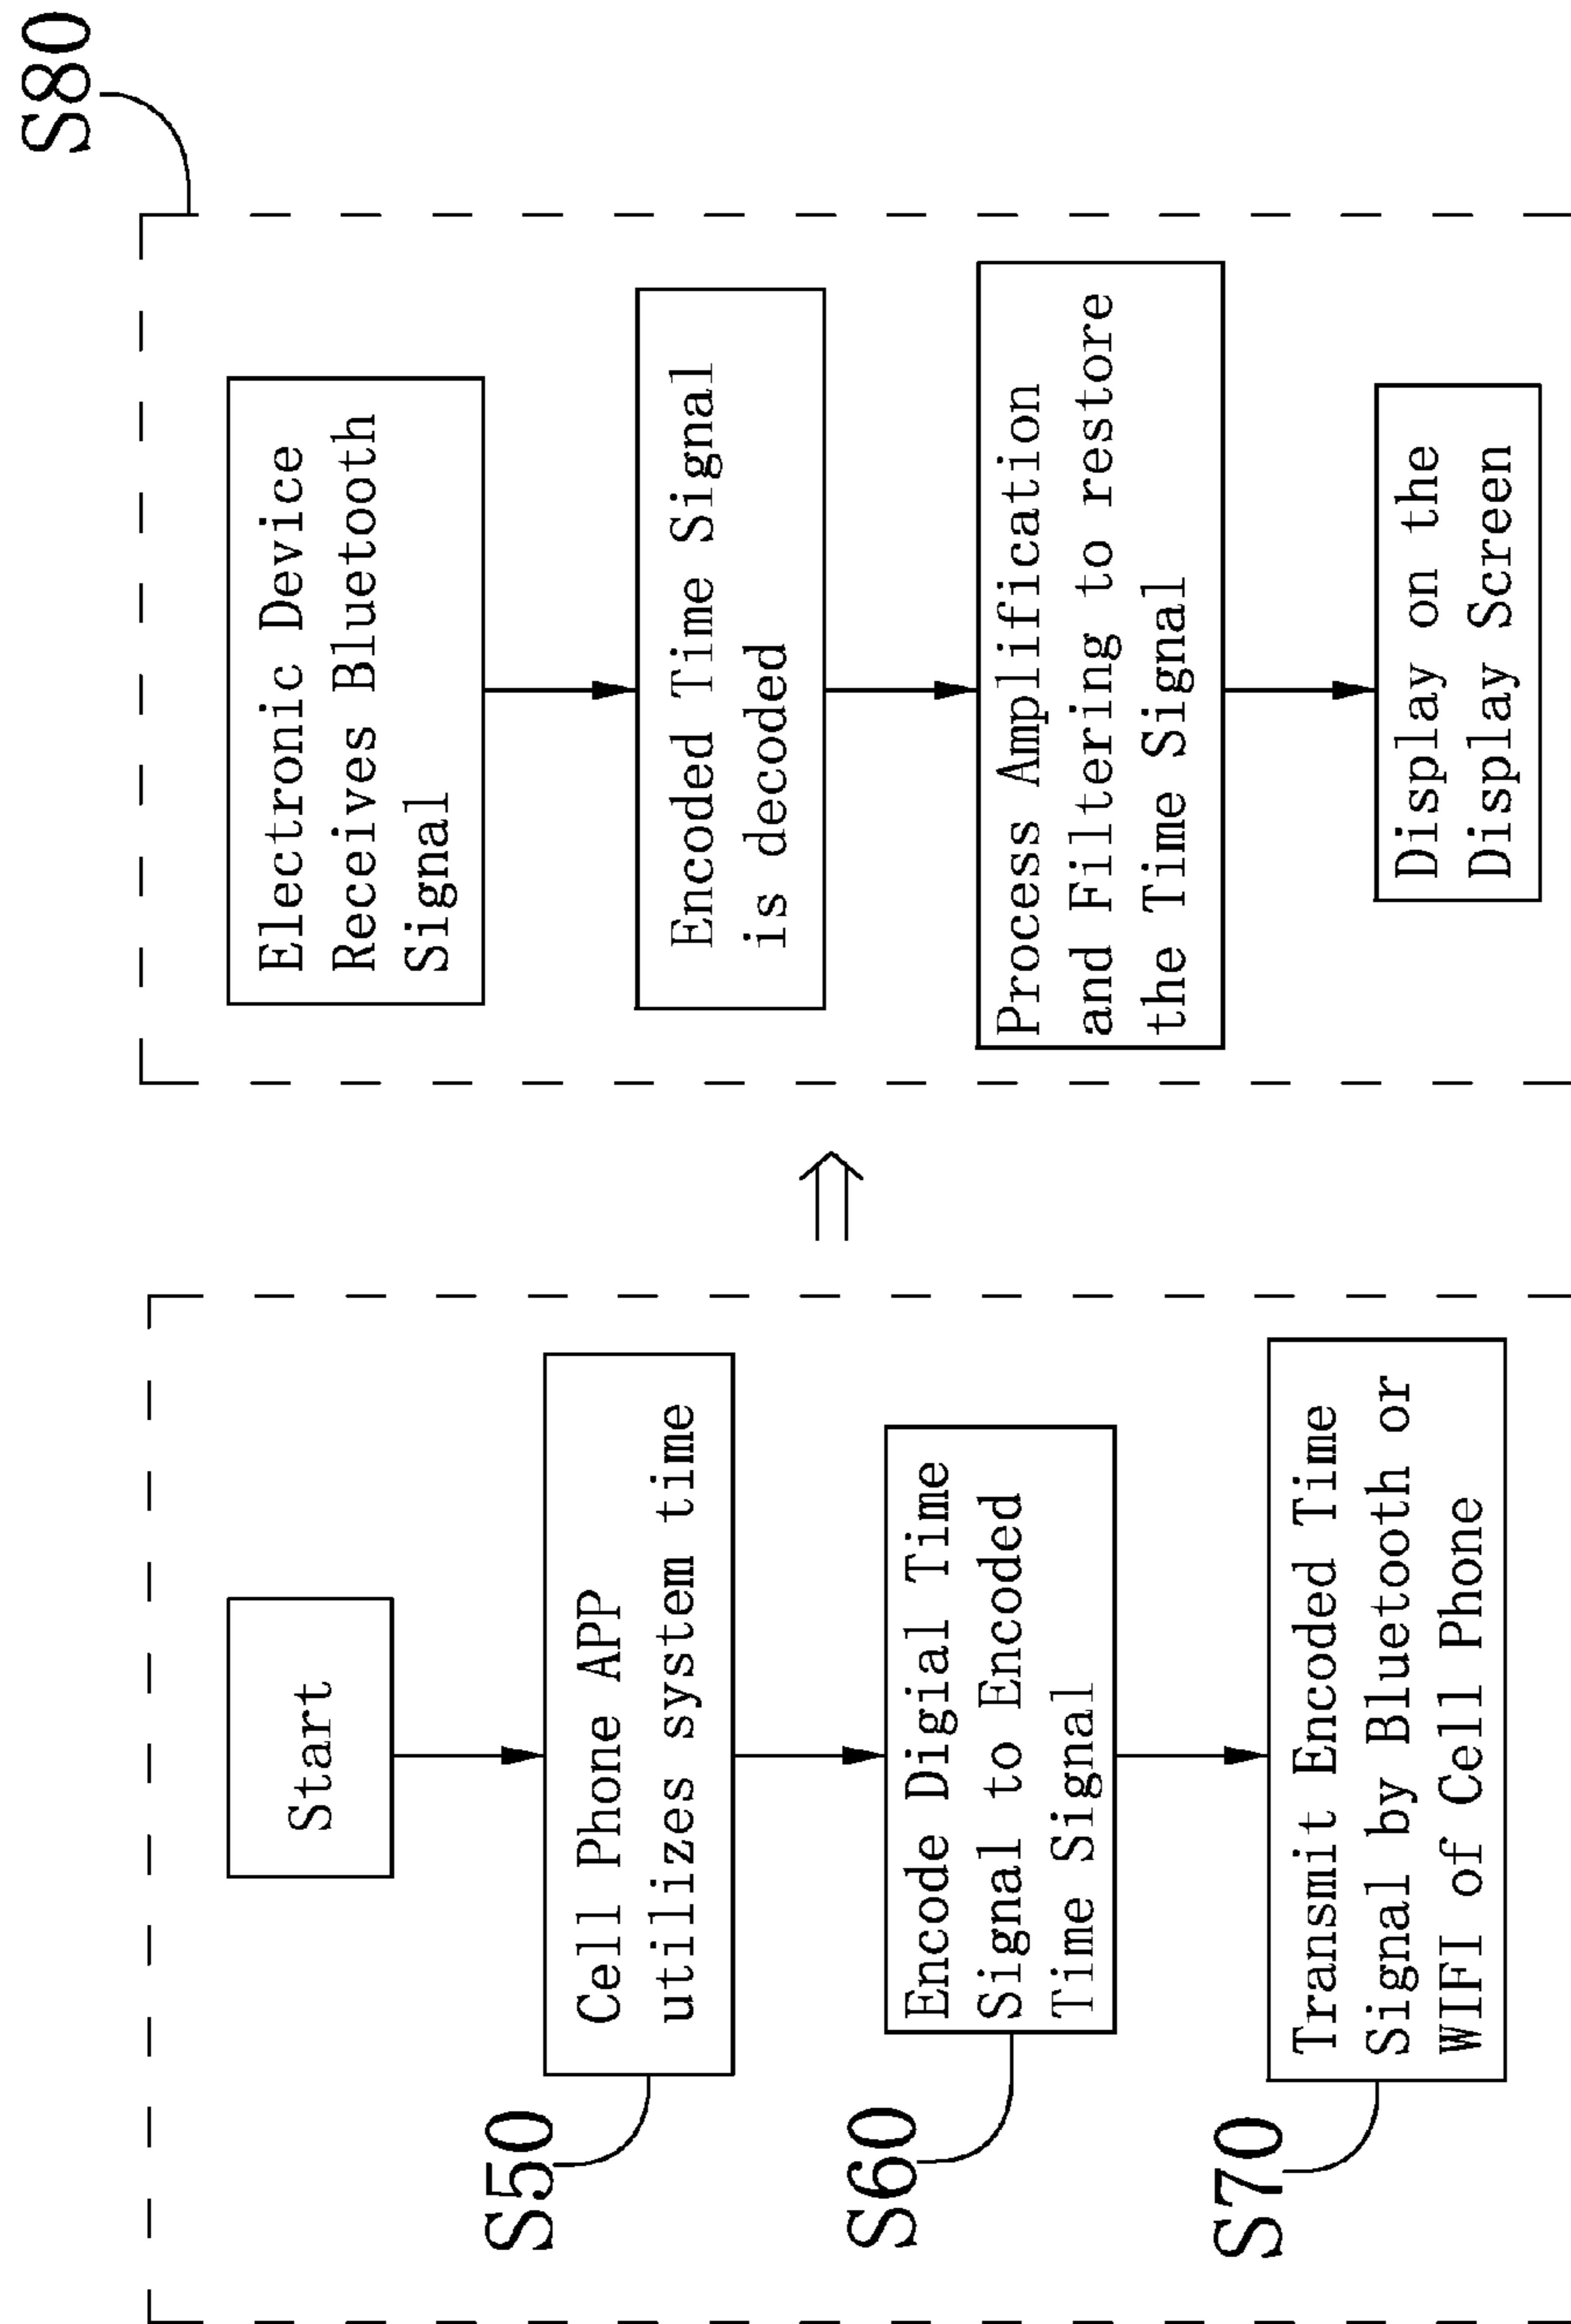 Start
S50
Cell Phone APP
utilizes system time
S60
Encode Digial Time
Signal to Encoded
Time Signal
S70
Transmit Encoded Time
Signal by Bluetooth or
WIFI of Cell Phone
S80
Electronic Device
Receives Bluetooth
Signal
Encoded Time Signal
is decoded
Process Amplification
and Filtering to restore
the Time Signal
Display on the
Display Screen